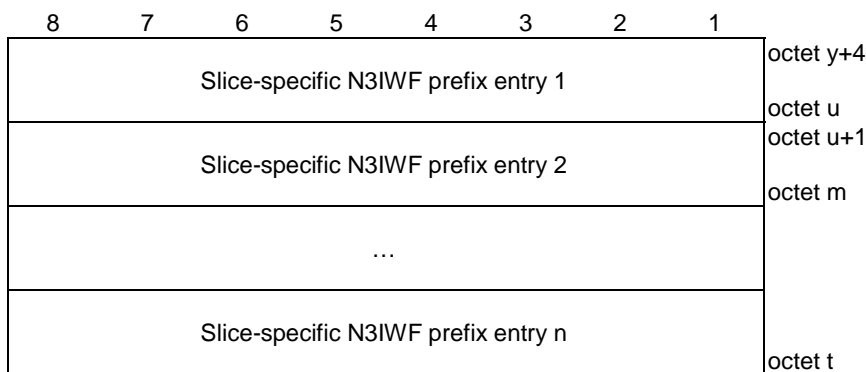 8 7 6 5 4 3 2 1
octet y+4
Slice-specific N3IWF prefix entry 1
octet u
octet u+1
Slice-specific N3IWF prefix entry 2
octet m
…
Slice-specific N3IWF prefix entry n
octet t